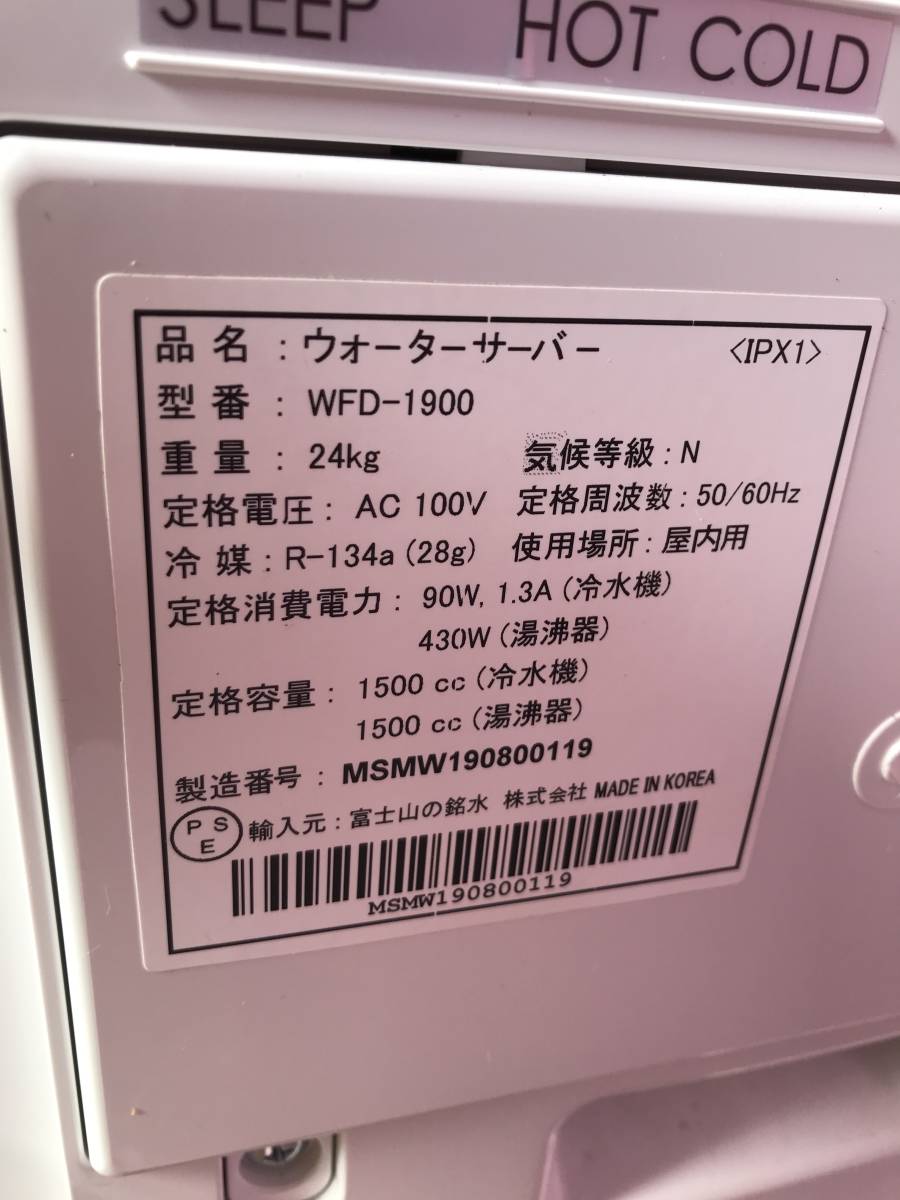 SLEEP HOT COLD
品名：ウォーターサーバー <IPX1>
型番：WFD-1900
重量：24kg 気候等級：N
定格電圧：AC 100V 定格周波数：50/60Hz
冷媒：R-134a (28g) 使用場所：屋内用
定格消費電力：90W, 1.3A (冷水機)
430W (湯沸器)
定格容量：1500 cc (冷水機)
1500 cc (湯沸器)
製造番号：MSMW190800119
PSE 輸入元：富士山の銘水 株式会社 MADE IN KOREA
MSMW190800119